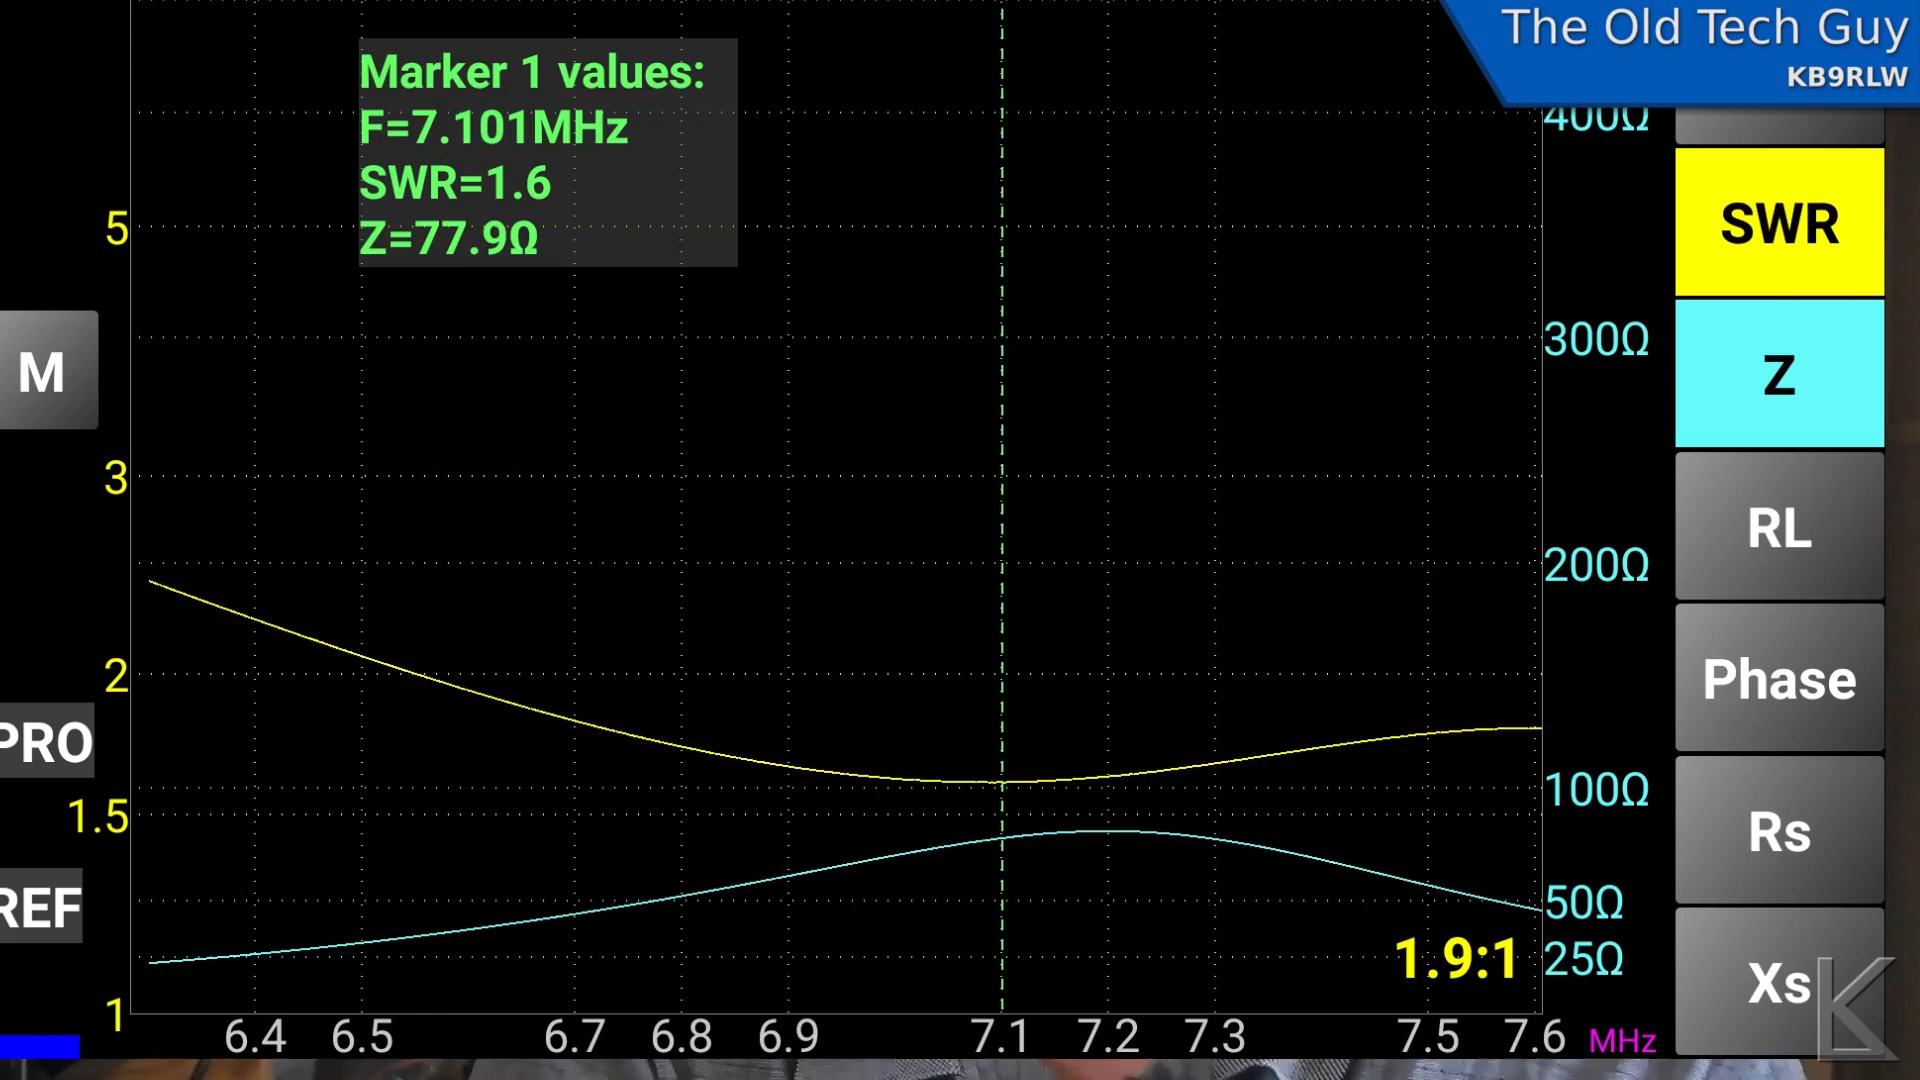 The Old Tech Guy
KB9RLW
Marker 1 values:
F=7.101MHz
SWR=1.6
Z=77.9Ω
5
3
2
1.5
1
400Ω
300Ω
200Ω
100Ω
50Ω
25Ω
M
PRO
REF
SWR
Z
RL
Phase
Rs
Xs
K
1.9:1
6.4 6.5 6.7 6.8 6.9 7.1 7.2 7.3 7.5 7.6 MHz